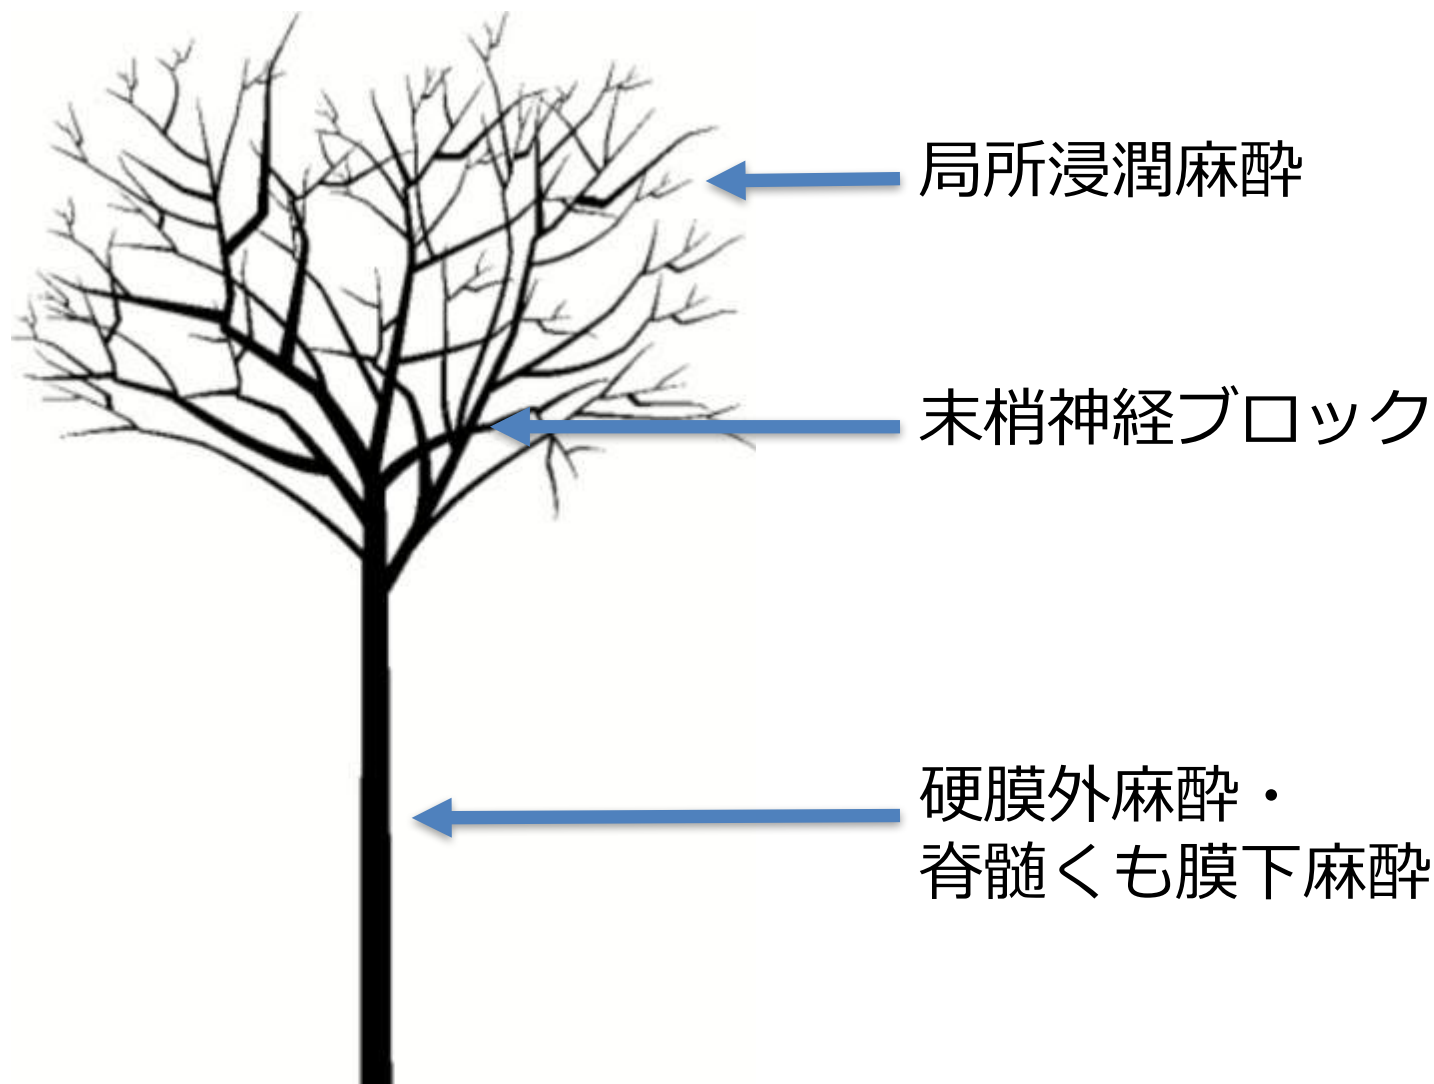 局所浸潤麻酔
末梢神経ブロック
硬膜外麻酔・
脊髄くも膜下麻酔